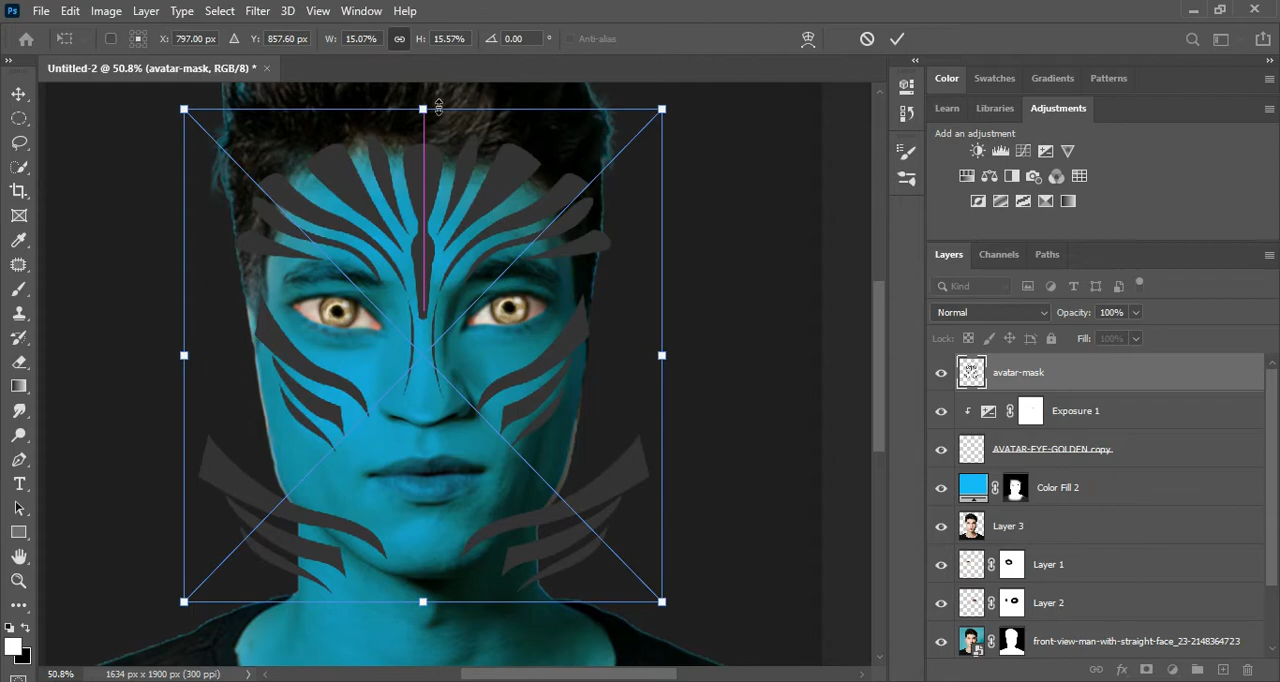 Ps File Edit Image Layer Type Select Filter 3D View Window Help
X: 797.00 px Y: 857.60 px W: 15.07% H: 15.57% 0.00 ° Anti-alias
Untitled-2 @ 50.8% (avatar-mask, RGB/8) * ×
Color Swatches Gradients Patterns
Learn Libraries Adjustments
Add an adjustment
Layers Channels Paths
Kind
Normal Opacity: 100%
Lock: Fill: 100%
avatar-mask
Exposure 1
AVATAR-EYE-GOLDEN copy
Color Fill 2
Layer 3
Layer 1
Layer 2
front-view-man-with-straight-face_23-2148364723
50.8% 1634 px x 1900 px (300 ppi)